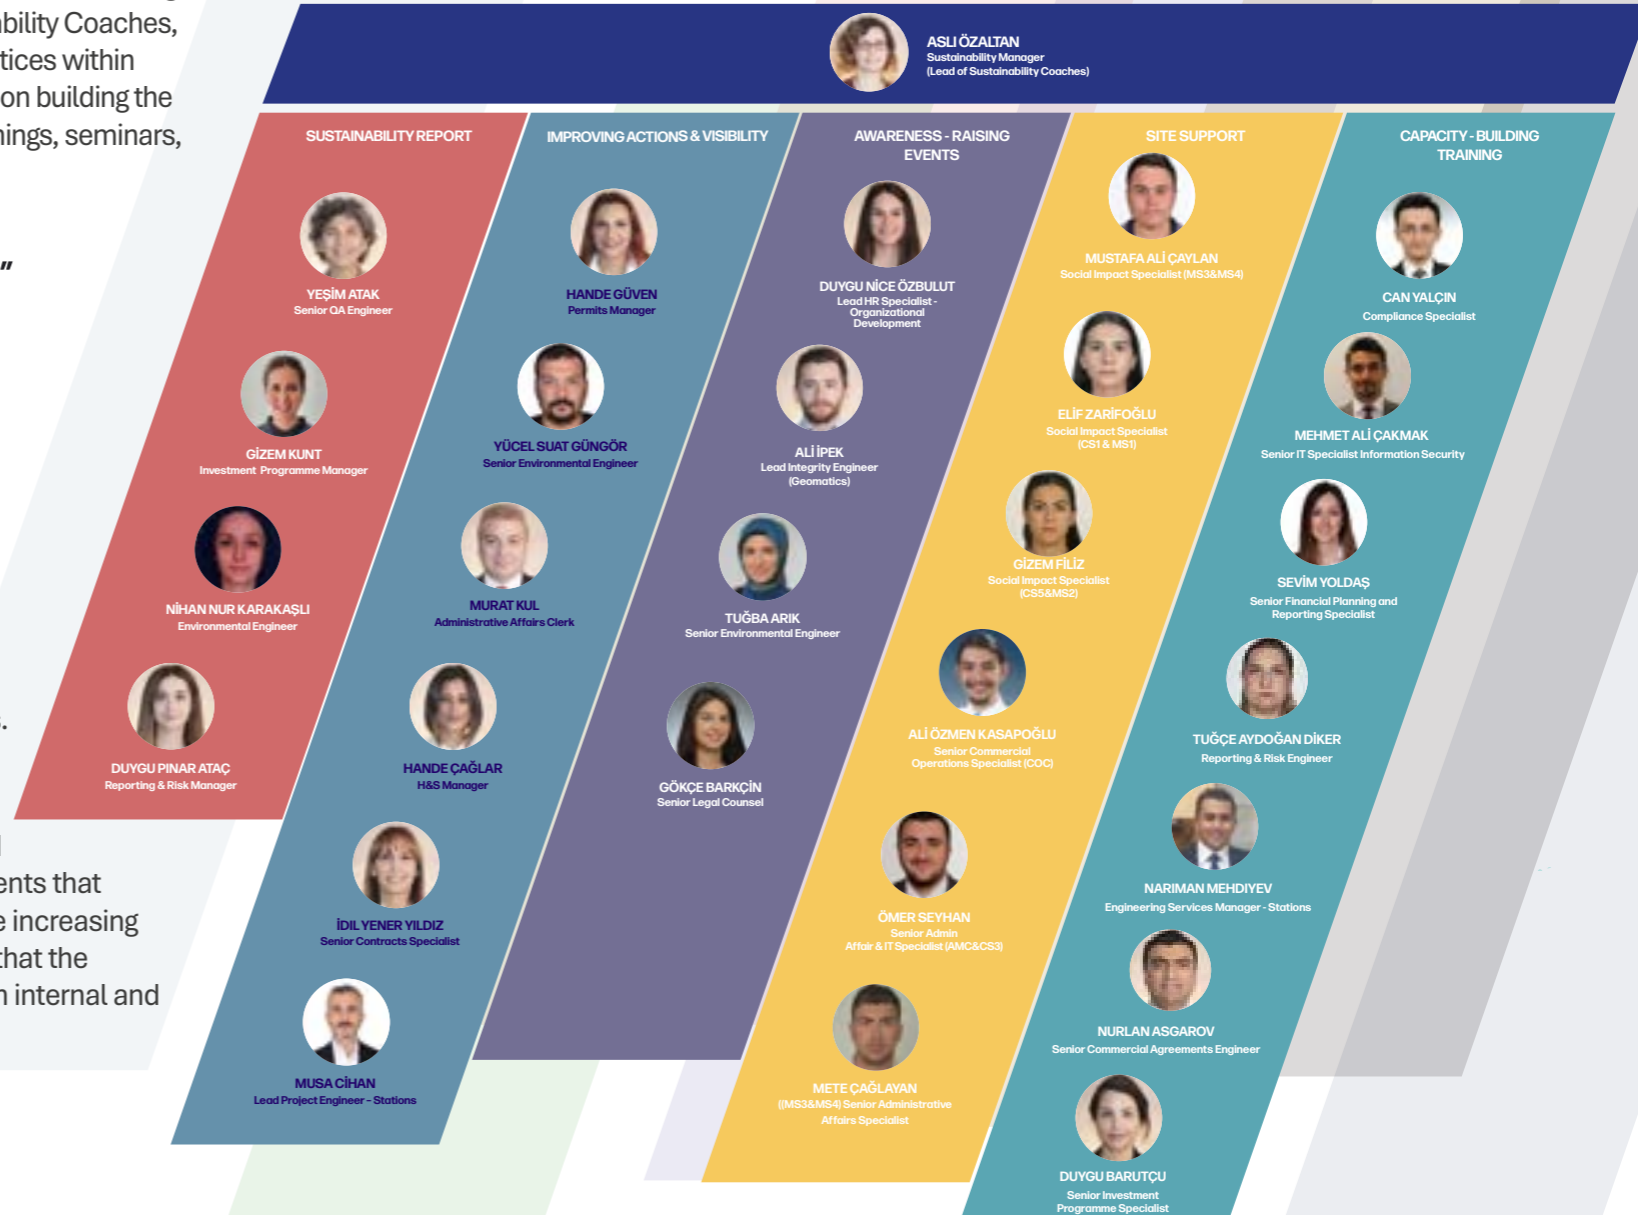 ability Coaches,
tices within
on building the
nings, seminars,
"
s.
ents that
e increasing
that the
n internal and
ASLI ÖZALTAN
Sustainability Manager
(Lead of Sustainability Coaches)
SUSTAINABILITY REPORT
YEŞİM ATAK
Senior QA Engineer
GİZEM KUNT
Investment Programme Manager
NİHAN NUR KARAKAŞLI
Environmental Engineer
DUYGU PINAR ATAÇ
Reporting & Risk Manager
IMPROVING ACTIONS & VISIBILITY
HANDE GÜVEN
Permits Manager
YÜCEL SUAT GÜNGÖR
Senior Environmental Engineer
MURAT KUL
Administrative Affairs Clerk
HANDE ÇAĞLAR
H&S Manager
İDIL YENER YILDIZ
Senior Contracts Specialist
MUSA CİHAN
Lead Project Engineer – Stations
AWARENESS - RAISING
EVENTS
DUYGU NİCE ÖZBULUT
Lead HR Specialist -
Organizational
Development
ALİ İPEK
Lead Integrity Engineer
(Geomatics)
TUĞBA ARIK
Senior Environmental Engineer
GÖKÇE BARKÇİN
Senior Legal Counsel
SITE SUPPORT
MUSTAFA ALİ ÇAYLAN
Social Impact Specialist (MS3&MS4)
ELİF ZARİFOĞLU
Social Impact Specialist
(CS1 & MS1)
GİZEM FİLİZ
Social Impact Specialist
(CS5&MS2)
ALİ ÖZMEN KASAPOĞLU
Senior Commercial
Operations Specialist (COC)
ÖMER SEYHAN
Senior Admin
Affair & IT Specialist (AMC&CS3)
METE ÇAĞLAYAN
((MS3&MS4) Senior Administrative
Affairs Specialist
CAPACITY - BUILDING
TRAINING
CAN YALÇIN
Compliance Specialist
MEHMET ALİ ÇAKMAK
Senior IT Specialist Information Security
SEVİM YOLDAŞ
Senior Financial Planning and
Reporting Specialist
TUĞÇE AYDOĞAN DİKER
Reporting & Risk Engineer
NARIMAN MEHDIYEV
Engineering Services Manager - Stations
NURLAN ASGAROV
Senior Commercial Agreements Engineer
DUYGU BARUTÇU
Senior Investment
Programme Specialist